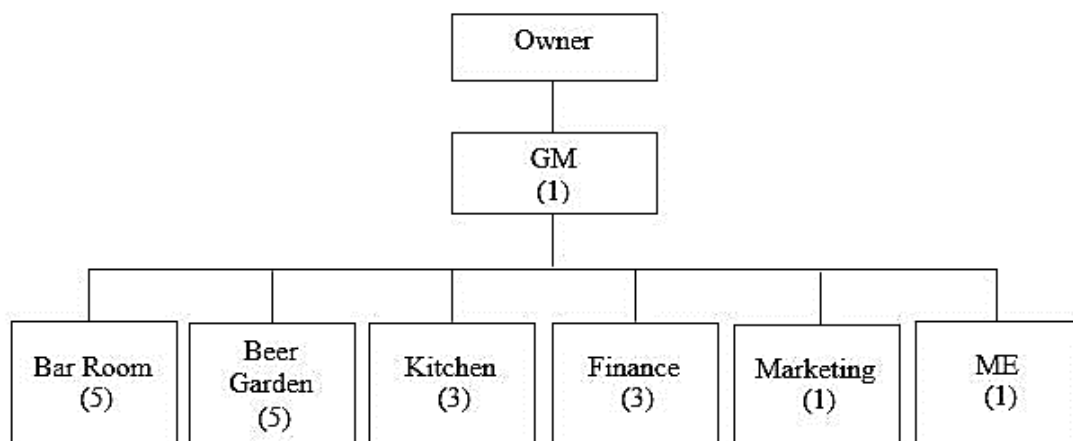 Owner
GM
(1)
Bar Room
(5)
Beer
Garden
(5)
Kitchen
(3)
Finance
(3)
Marketing
(1)
ME
(1)